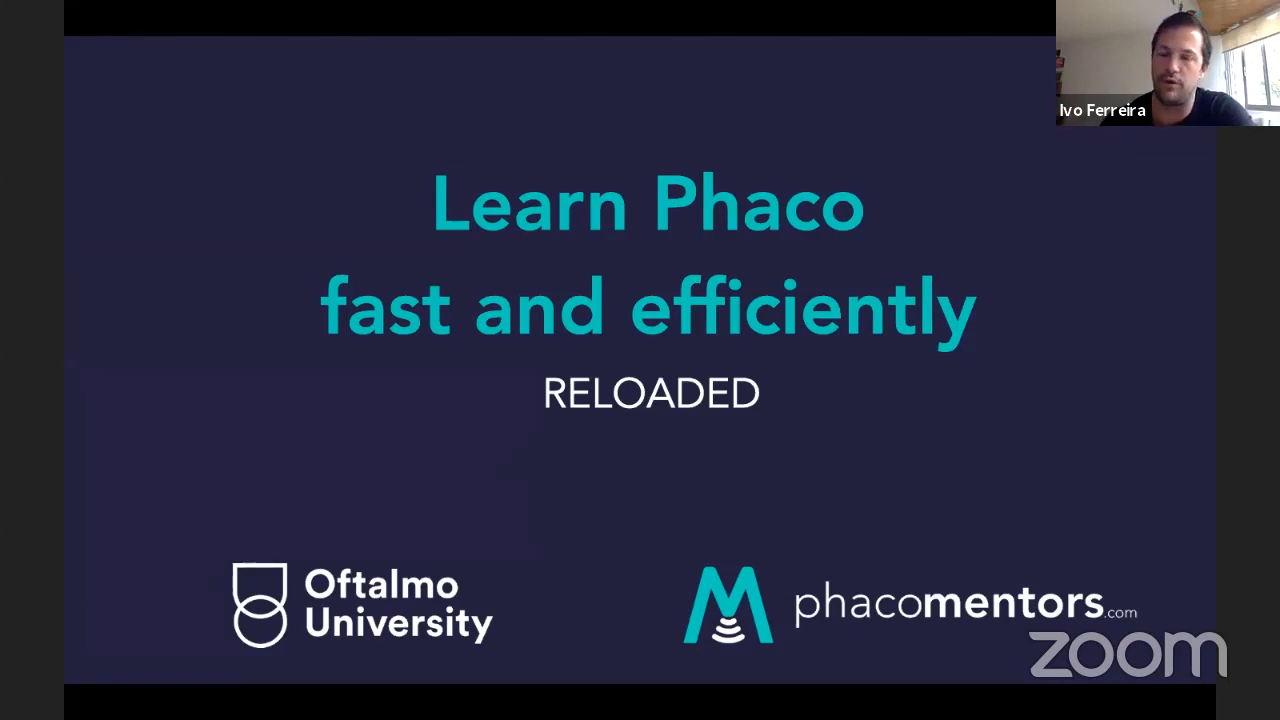 Ivo Ferreira
Learn Phaco
fast and efficiently
RELOADED
Oftalmo
University
phacomentors.com
zoom